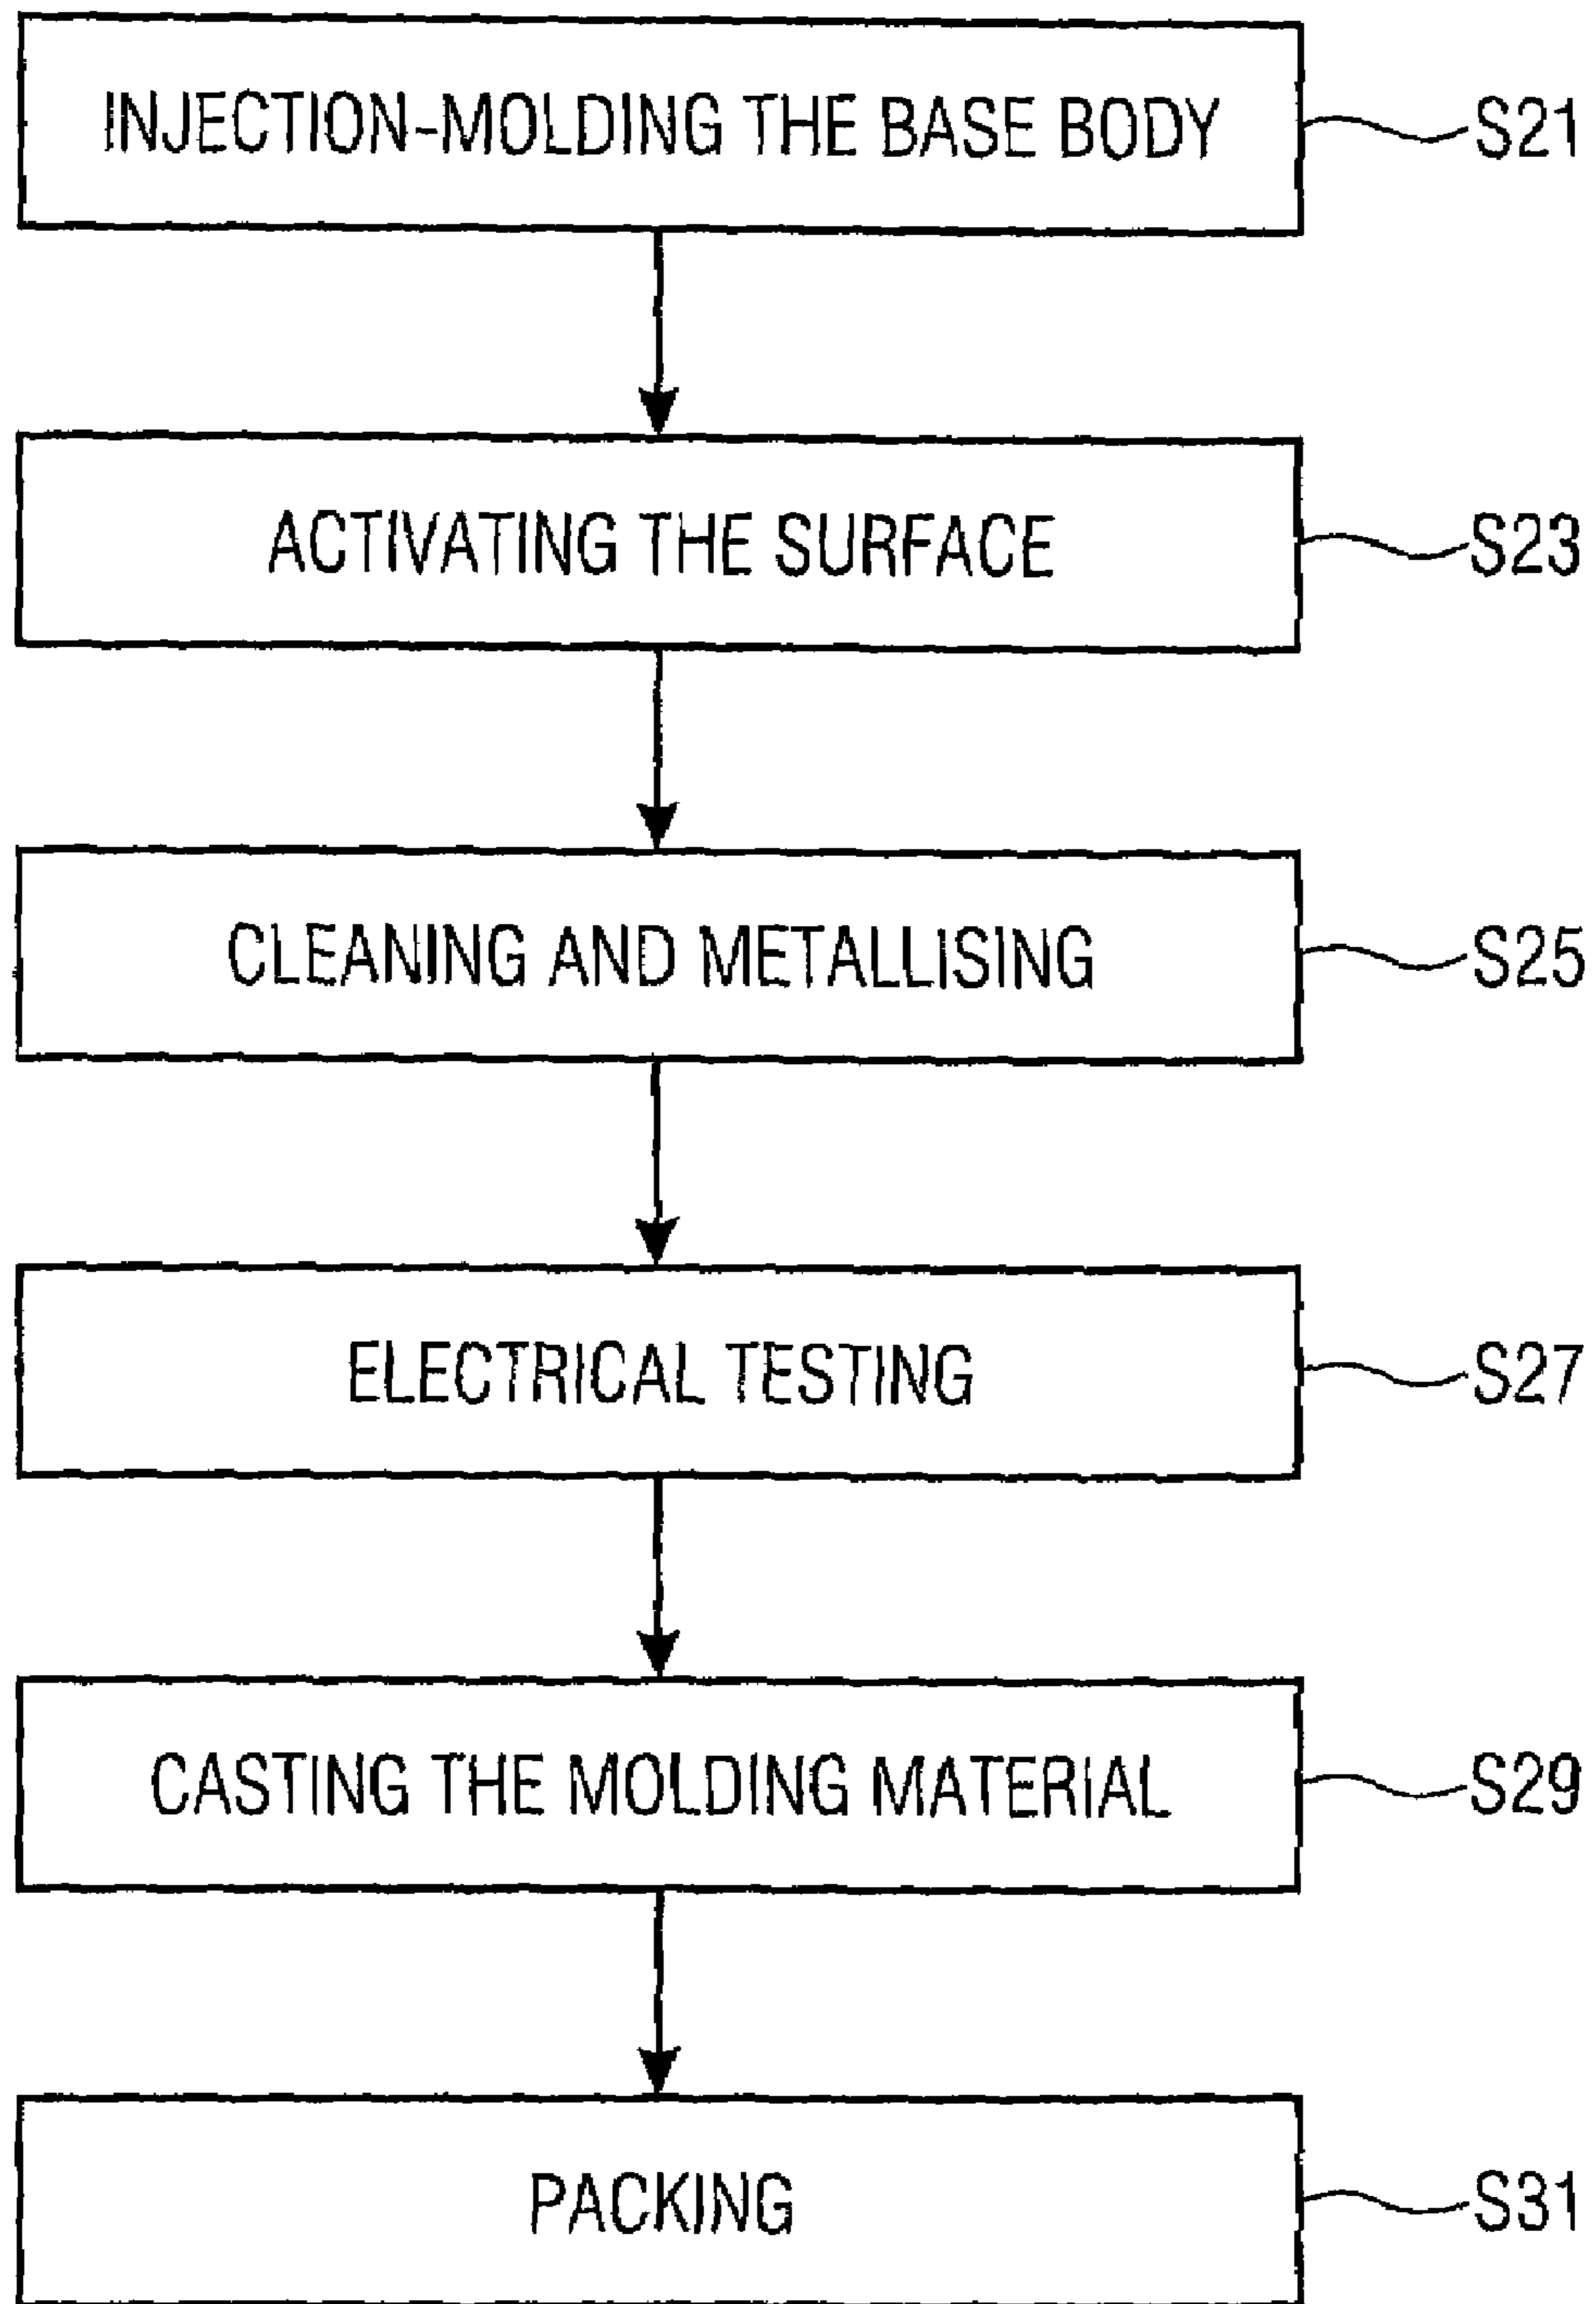 INJECTION-MOLDING THE BASE BODY S21
ACTIVATING THE SURFACE S23
CLEANING AND METALLISING S25
ELECTRICAL TESTING S27
CASTING THE MOLDING MATERIAL S29
PACKING S31